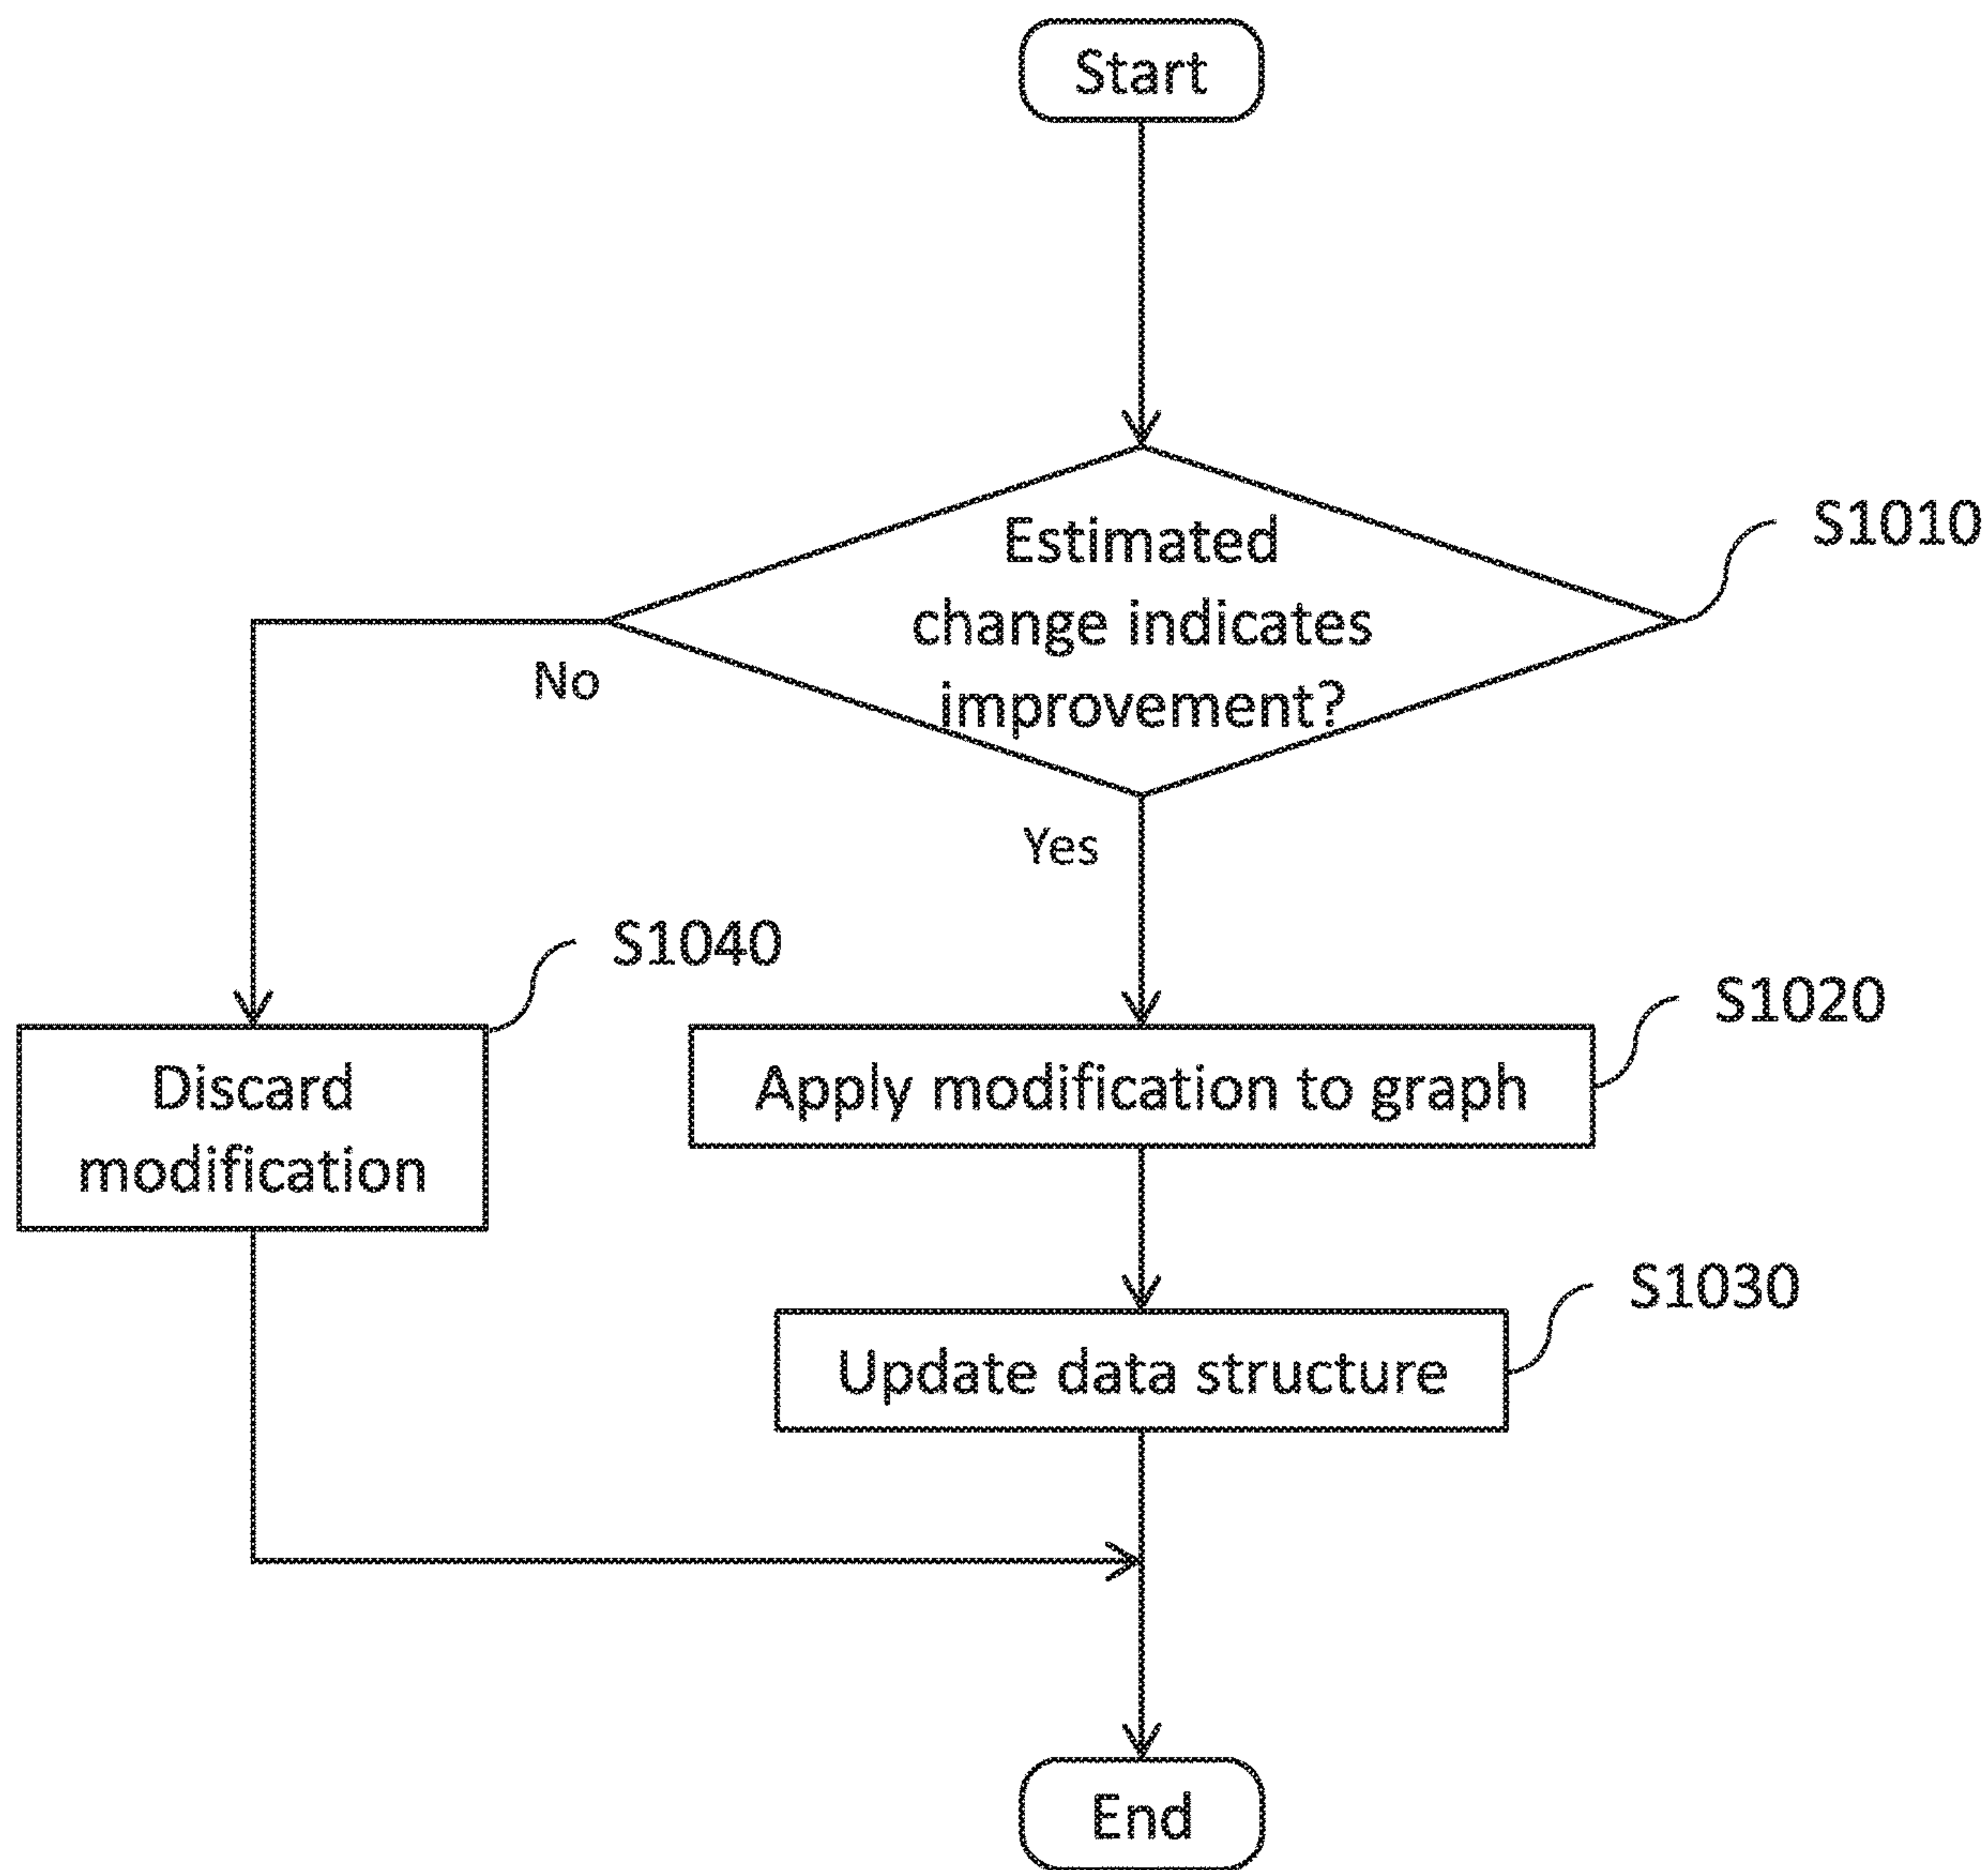 Start
Estimated
change indicates
improvement?
S1010
No
Yes
S1040
Discard
modification
S1020
Apply modification to graph
S1030
Update data structure
End